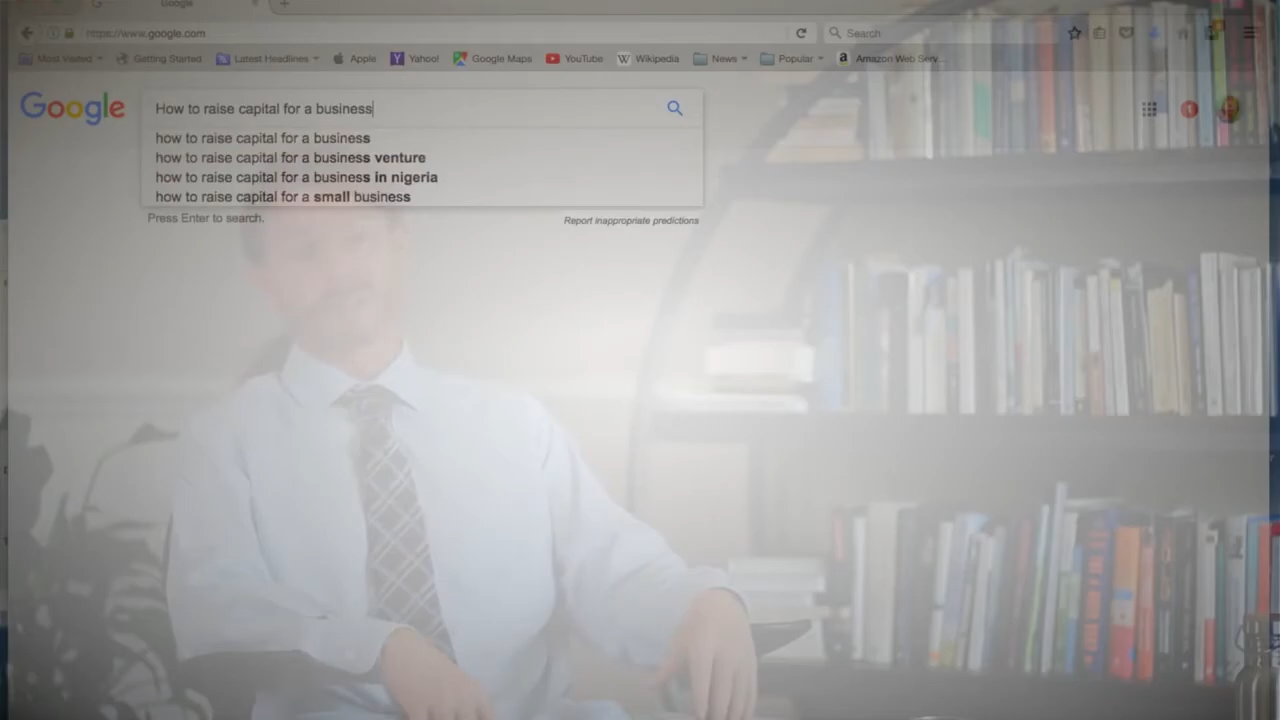 Google
https://www.google.com
Search
Most Visited
Getting Started
Latest Headlines
Apple
Yahoo!
Google Maps
YouTube
Wikipedia
News
Popular
Amazon Web Serv...
Google
How to raise capital for a business
1
how to raise capital for a business
how to raise capital for a business venture
how to raise capital for a business in nigeria
how to raise capital for a small business
Press Enter to search.
Report inappropriate predictions